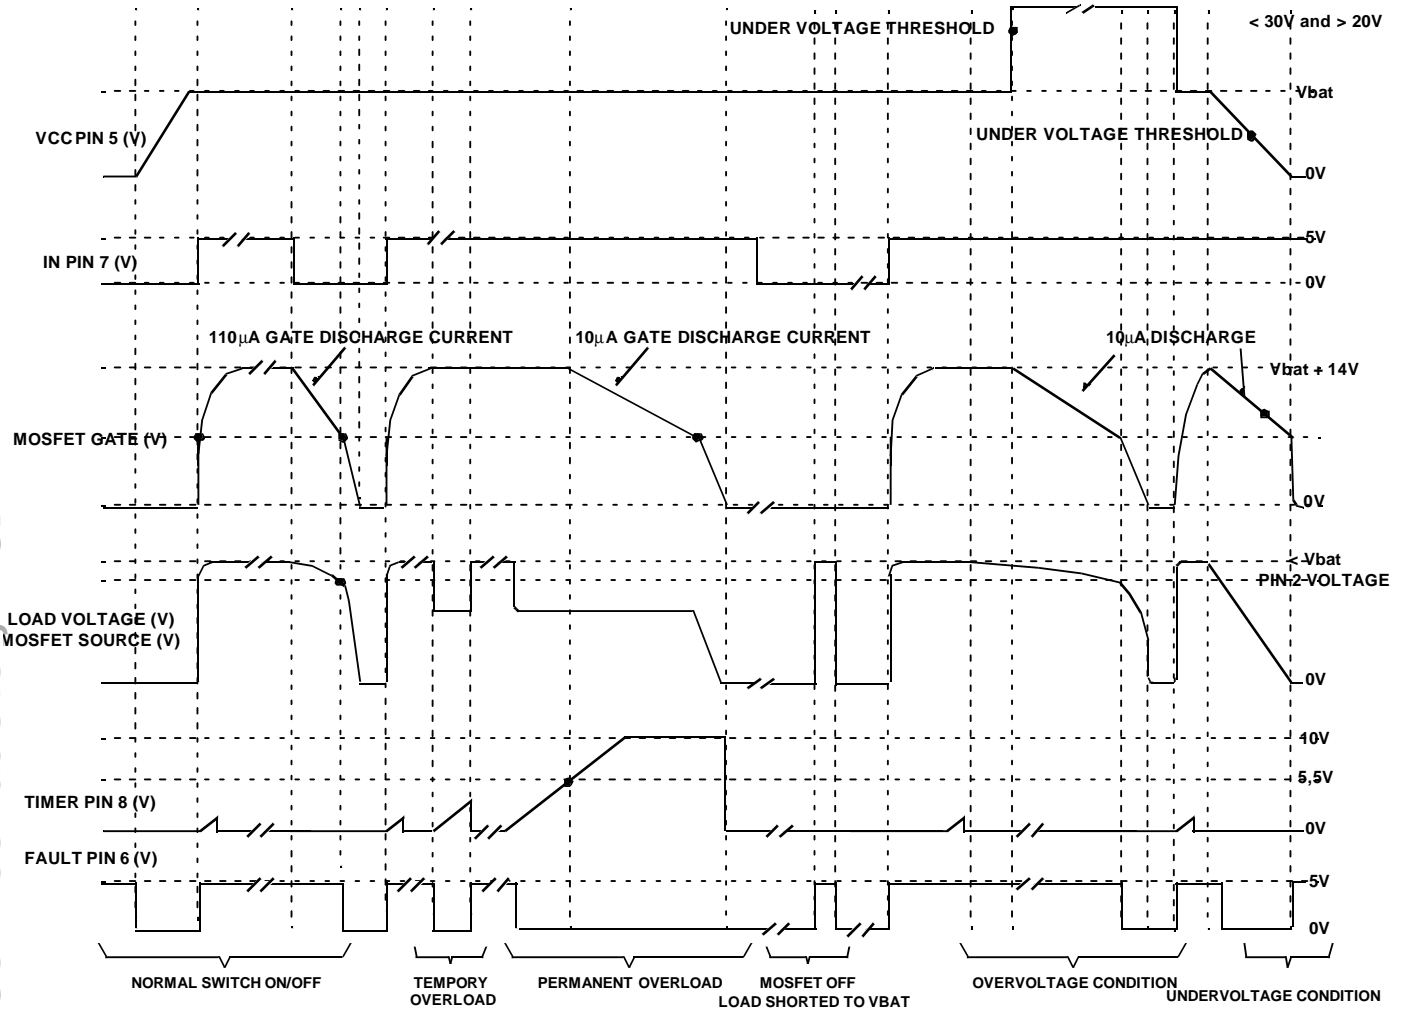 UNDER VOLTAGE THRESHOLD
< 30V and > 20V
Vbat
VCC PIN 5 (V)
UNDER VOLTAGE THRESHOLD
0V
5V
IN PIN 7 (V)
0V
110μA GATE DISCHARGE CURRENT
10μA GATE DISCHARGE CURRENT
10μA DISCHARGE
Vbat + 14V
MOSFET GATE (V)
0V
< Vbat
PIN 2 VOLTAGE
LOAD VOLTAGE (V)
MOSFET SOURCE (V)
0V
10V
5,5V
TIMER PIN 8 (V)
0V
FAULT PIN 6 (V)
5V
0V
NORMAL SWITCH ON/OFF
TEMPORY
OVERLOAD
PERMANENT OVERLOAD
MOSFET OFF
LOAD SHORTED TO VBAT
OVERVOLTAGE CONDITION
UNDERVOLTAGE CONDITION